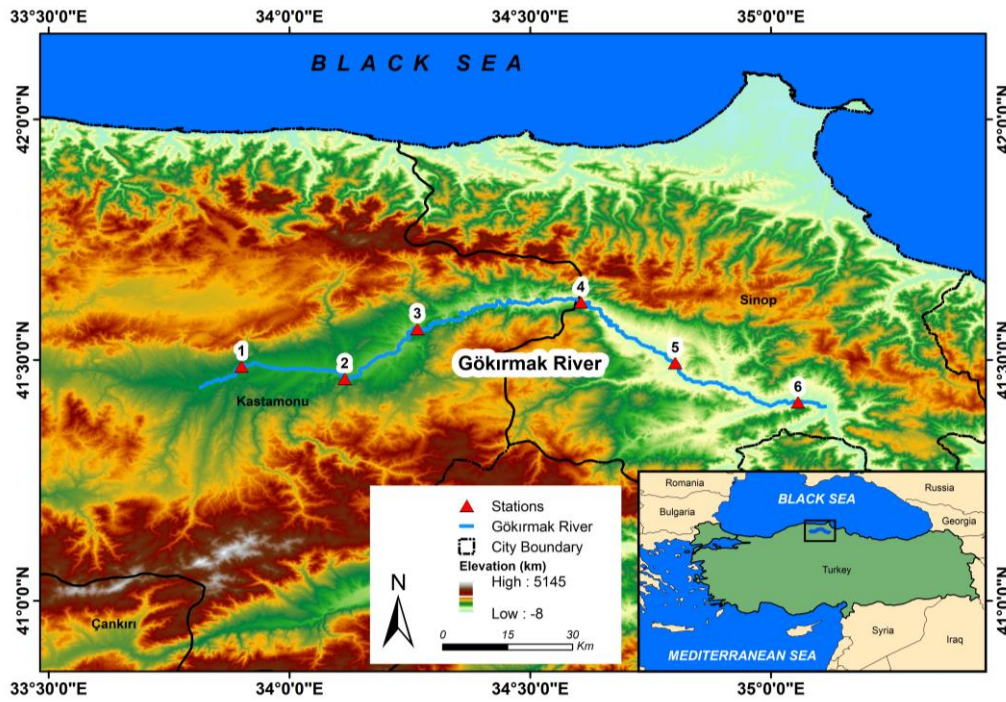 33°30'0"E
34°0'0"E
34°30'0"E
35°0'0"E
BLACK SEA
42°0'0"N
42°0'0"N
4
Sinop
3
5
1
2
Gökırmak River
41°30'0"N
41°30'0"N
6
Kastamonu
Stations
Gökırmak River
City Boundary
Elevation (km)
High : 5145
Low : -8
N
0 15 30
Km
Romania
Bulgaria
BLACK SEA
Russia
Georgia
Turkey
Syria
Iraq
MEDITERRANEAN SEA
41°0'0"N
41°0'0"N
Çankırı
33°30'0"E
34°0'0"E
34°30'0"E
35°0'0"E